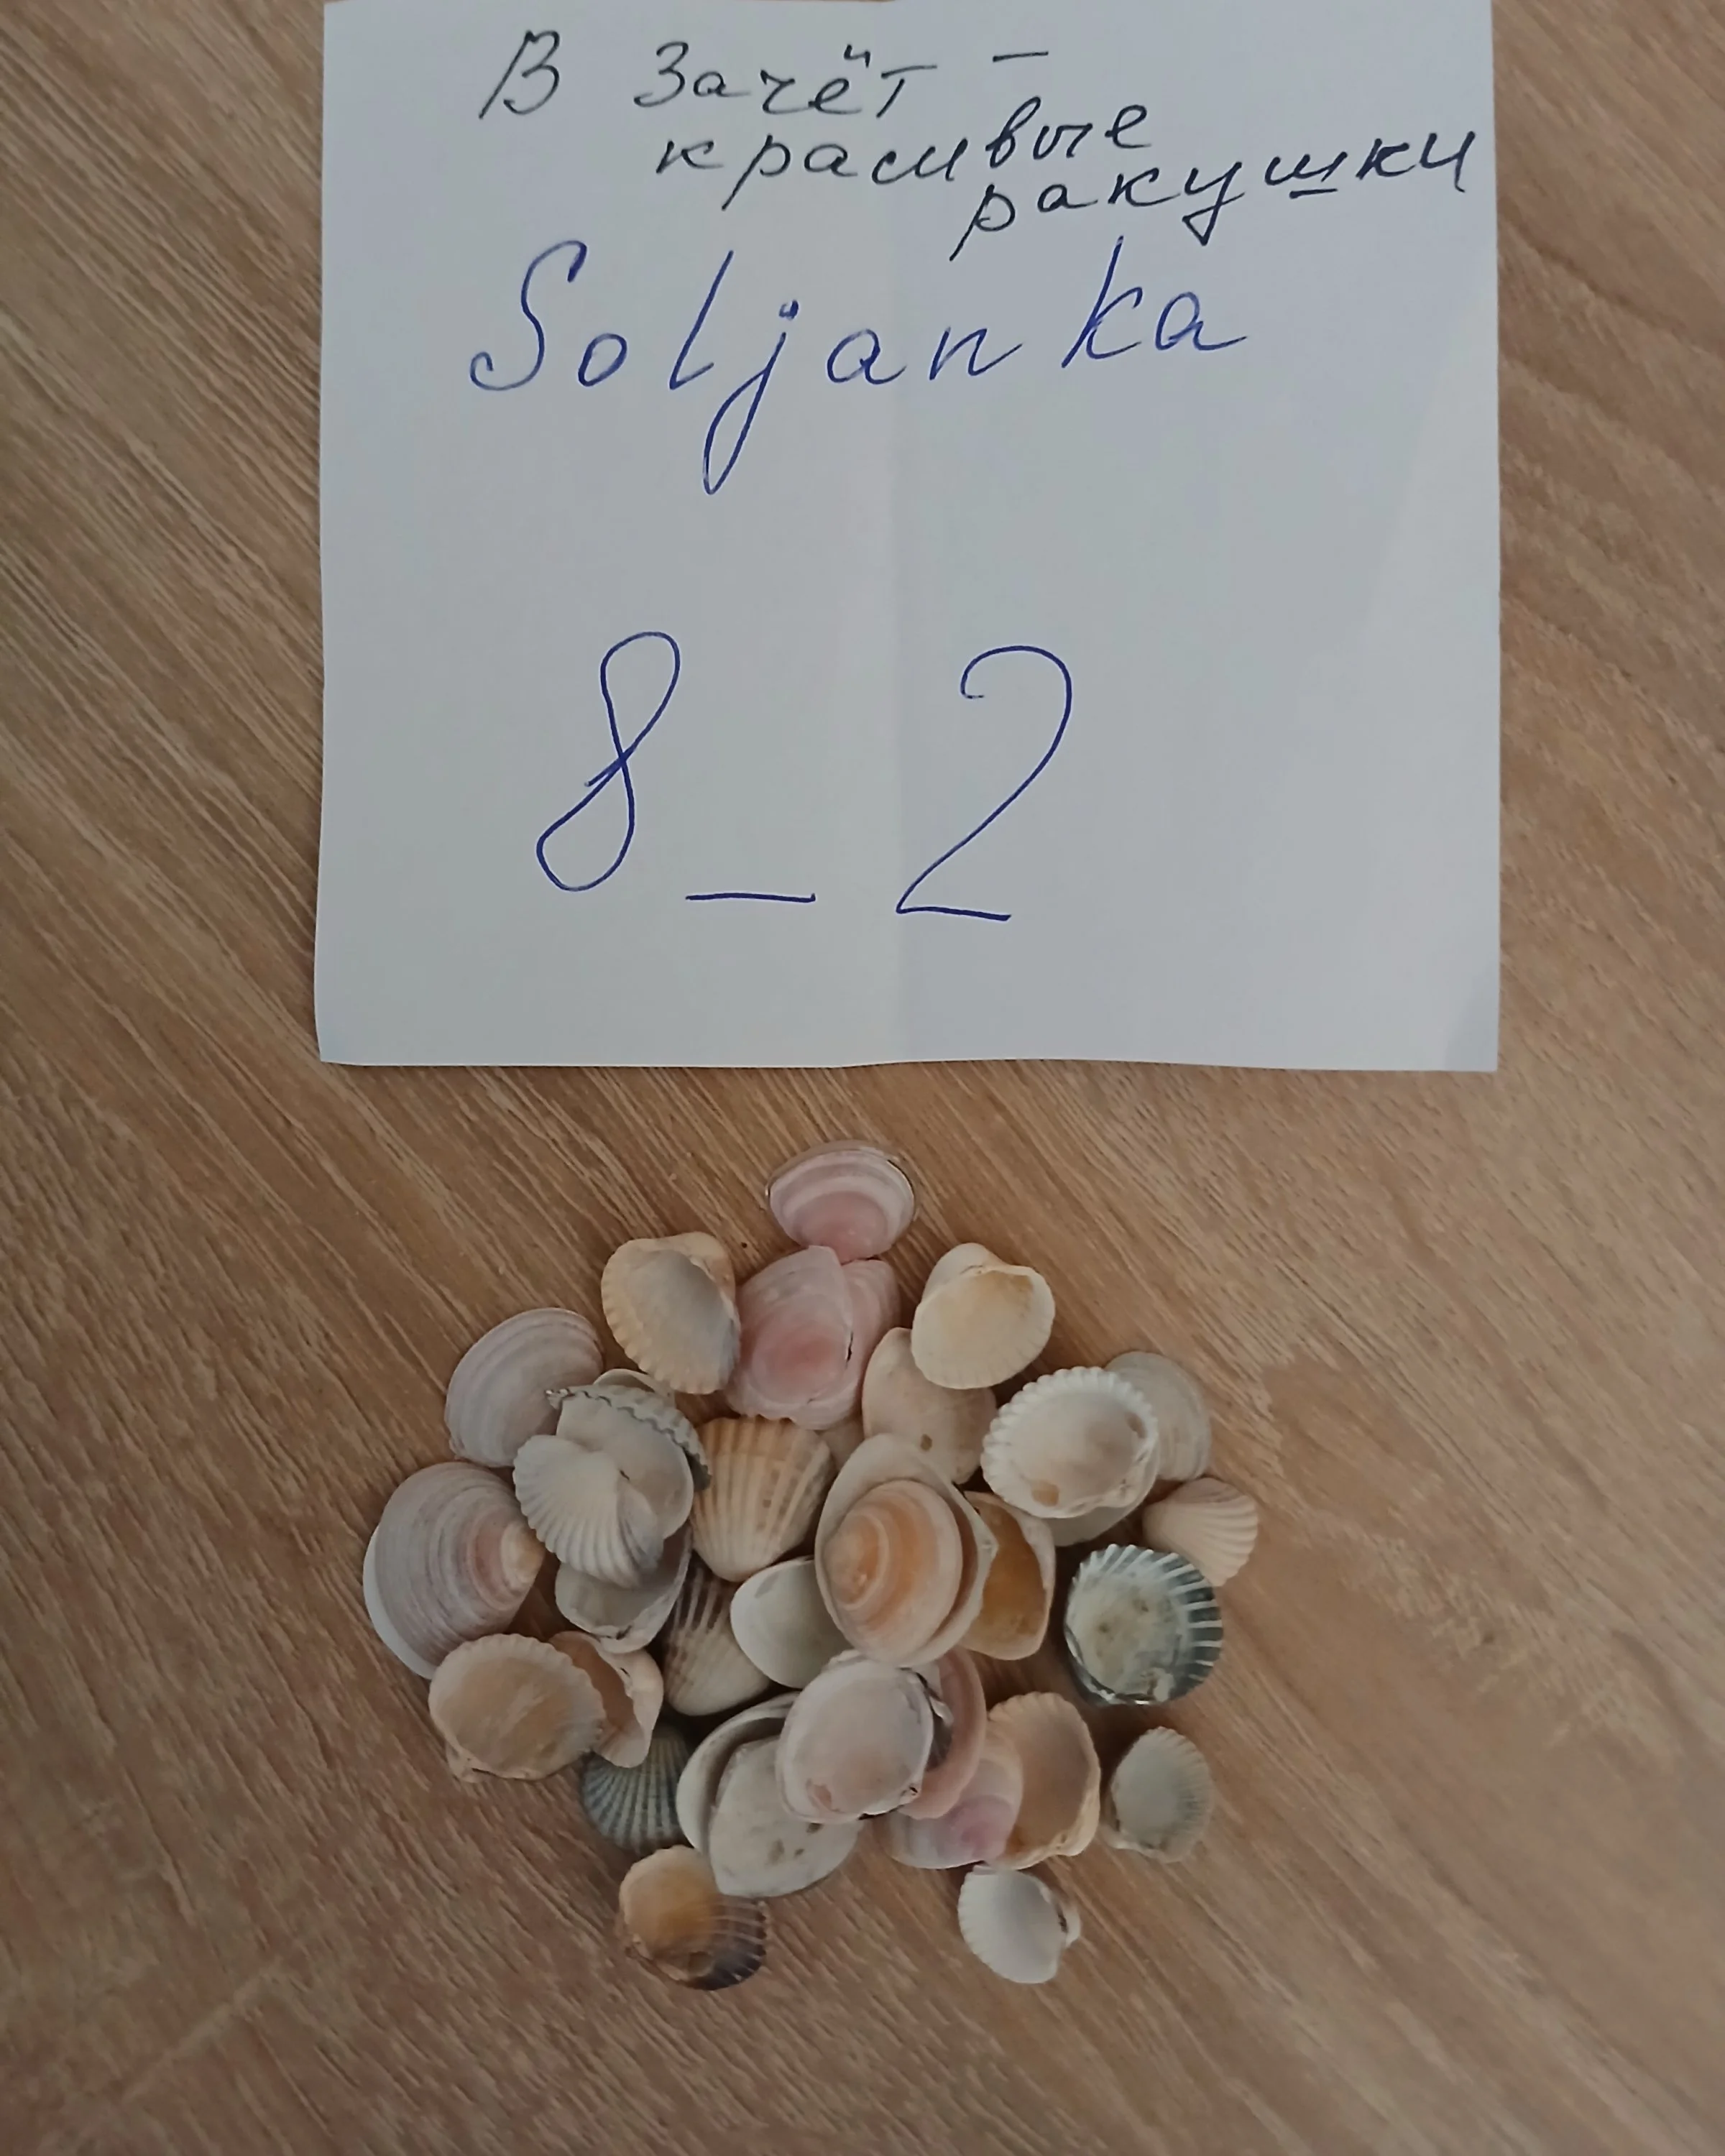 В зачёт –
красивые
ракушки
Soljanka
8_2